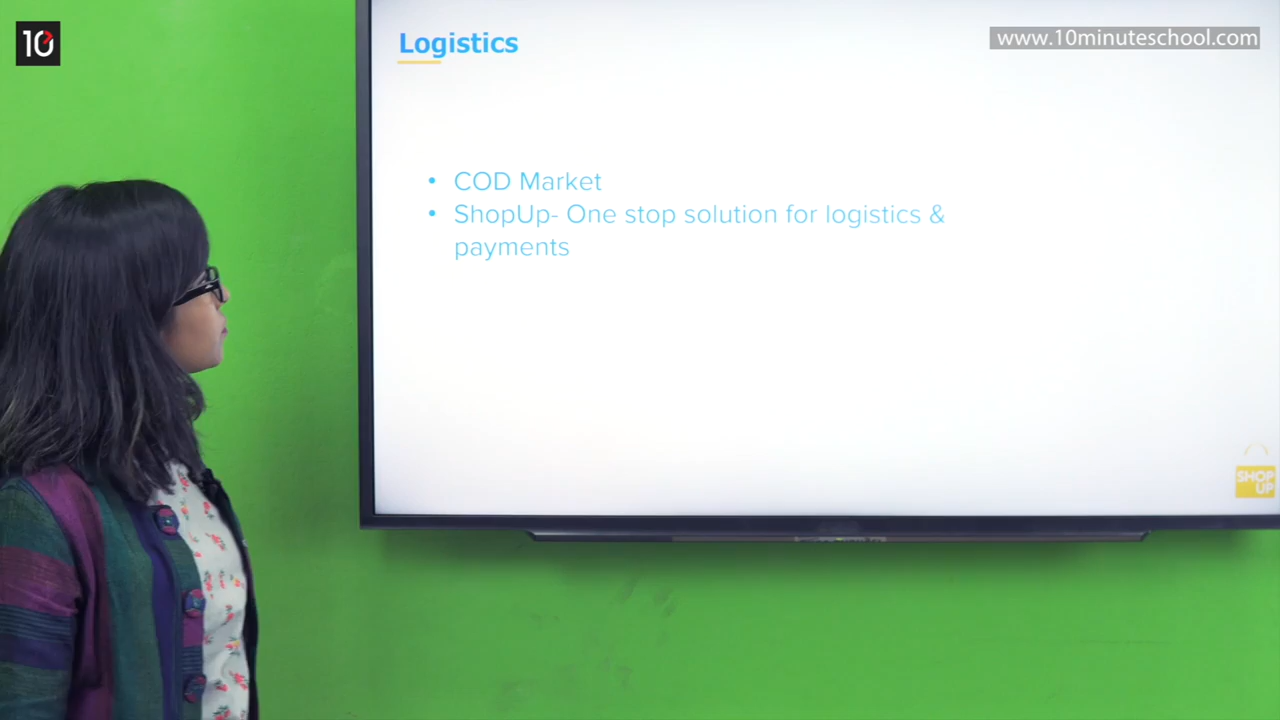 10
www.10minuteschool.com
Logistics
• COD Market
• ShopUp- One stop solution for logistics &
payments
SHOP
UP